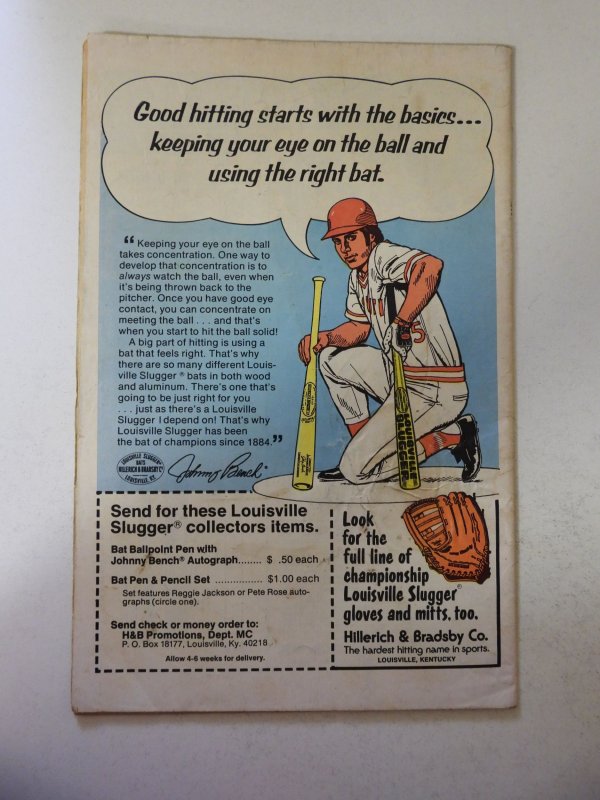 Good hitting starts with the basics...
keeping your eye on the ball and
using the right bat.
“ Keeping your eye on the ball
takes concentration. One way to
develop that concentration is to
always watch the ball, even when
it's being thrown back to the
pitcher. Once you have good eye
contact, you can concentrate on
meeting the ball . . . and that's
when you start to hit the ball solid!
A big part of hitting is using a
bat that feels right. That's why
there are so many different Louis-
ville Slugger® bats in both wood
and aluminum. There's one that's
going to be just right for you
. . . just as there's a Louisville
Slugger I depend on! That's why
Louisville Slugger has been
the bat of champions since 1884.”
LOUISVILLE SLUGGER
BATS
HILLERICH & BRADSBY Co
LOUISVILLE, KY.
Johnny Bench
5
LOUISVILLE
SLUGGER
Send for these Louisville
Slugger® collectors items.
Bat Ballpoint Pen with
Johnny Bench® Autograph........ $ .50 each
Bat Pen & Pencil Set ................ $1.00 each
Set features Reggie Jackson or Pete Rose auto-
graphs (circle one).
Send check or money order to:
H&B Promotions, Dept. MC
P. O. Box 18177, Louisville, Ky. 40218
Allow 4-6 weeks for delivery.
Look
for the
full line of
championship
Louisville Slugger®
gloves and mitts, too.
Hillerich & Bradsby Co.
The hardest hitting name in sports.
LOUISVILLE, KENTUCKY